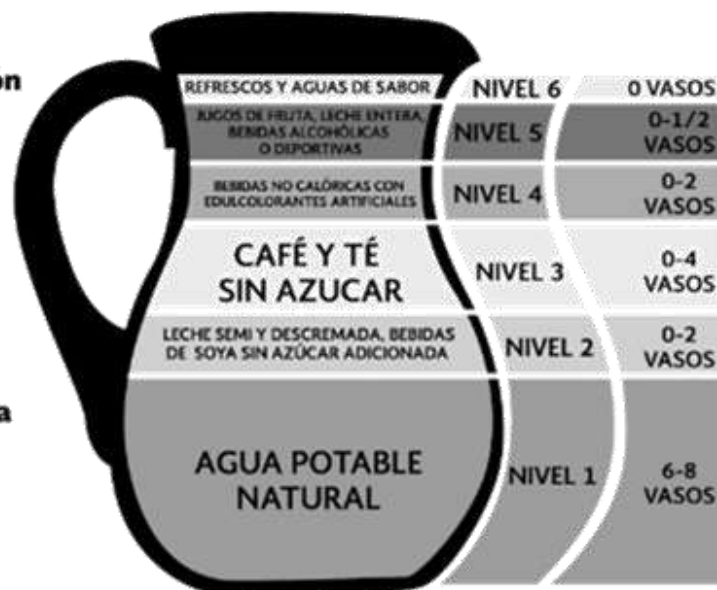 ón
REFRESCOS Y AGUAS DE SABOR NIVEL 6 0 VASOS
JUGOS DE FRUTA, LECHE ENTERA,
BEBIDAS ALCOHÓLICAS
O DEPORTIVAS
NIVEL 5
0-1/2
VASOS
BEBIDAS NO CALÓRICAS CON
EDULCOLORANTES ARTIFICIALES
NIVEL 4
0-2
VASOS
CAFÉ Y TÉ
SIN AZUCAR
NIVEL 3
0-4
VASOS
LECHE SEMI Y DESCREMADA, BEBIDAS
DE SOYA SIN AZÚCAR ADICIONADA
NIVEL 2
0-2
VASOS
a
AGUA POTABLE
NATURAL
NIVEL 1
6-8
VASOS